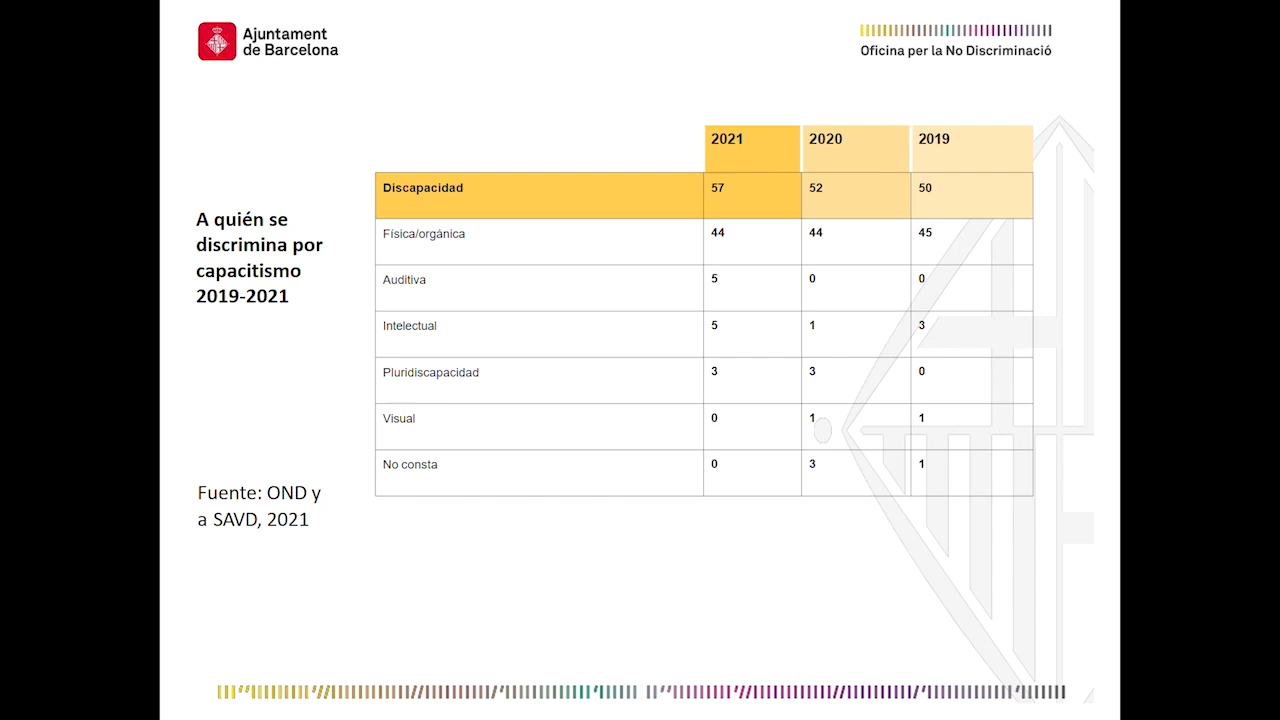 Ajuntament
de Barcelona
Oficina per la No Discriminació
2021 2020 2019
Discapacidad 57 52 50
A quién se
discrimina por
capacitismo
2019-2021
Física/orgánica 44 44 45
Auditiva 5 0 0
Intelectual 5 1 3
Pluridiscapacidad 3 3 0
Visual 0 1 1
No consta 0 3 1
Fuente: OND y
a SAVD, 2021